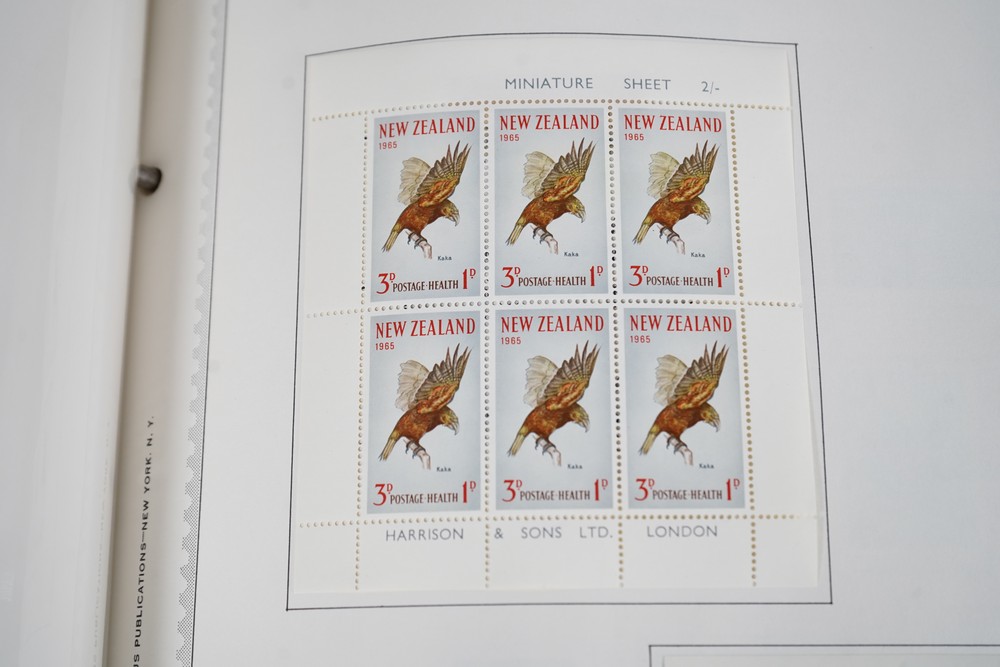 MINIATURE SHEET 2/-
NEW ZEALAND
1965
Kaka
3D POSTAGE-HEALTH 1D
NEW ZEALAND
1965
Kaka
3D POSTAGE-HEALTH 1D
NEW ZEALAND
1965
Kaka
3D POSTAGE-HEALTH 1D
NEW ZEALAND
1965
Kaka
3D POSTAGE-HEALTH 1D
NEW ZEALAND
1965
Kaka
3D POSTAGE-HEALTH 1D
NEW ZEALAND
1965
Kaka
3D POSTAGE-HEALTH 1D
HARRISON & SONS LTD. LONDON
US PUBLICATIONS—NEW YORK, N. Y.